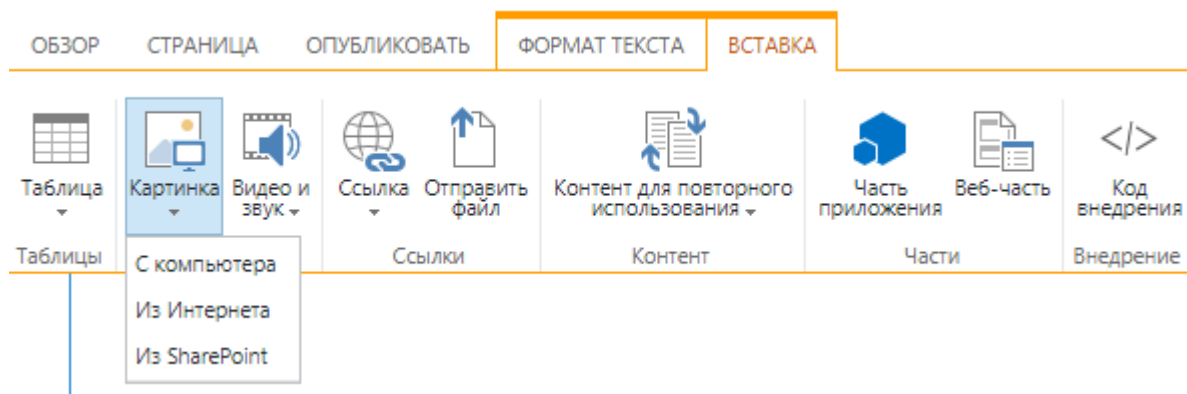 ОБЗОР СТРАНИЦА ОПУБЛИКОВАТЬ ФОРМАТ ТЕКСТА ВСТАВКА
Таблица Картинка Видео и звук Ссылка Отправить файл Контент для повторного использования Часть приложения Веб-часть Код внедрения
Таблицы Ссылки Контент Части Внедрение
С компьютера
Из Интернета
Из SharePoint